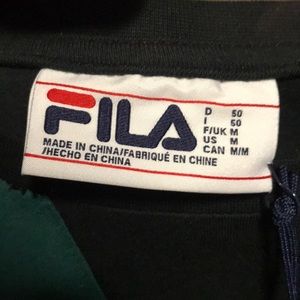 FILA
D 50
I 50
F/UK M
US M
CAN M/M
MADE IN CHINA/FABRIQUÉ EN CHINE
/HECHO EN CHINA